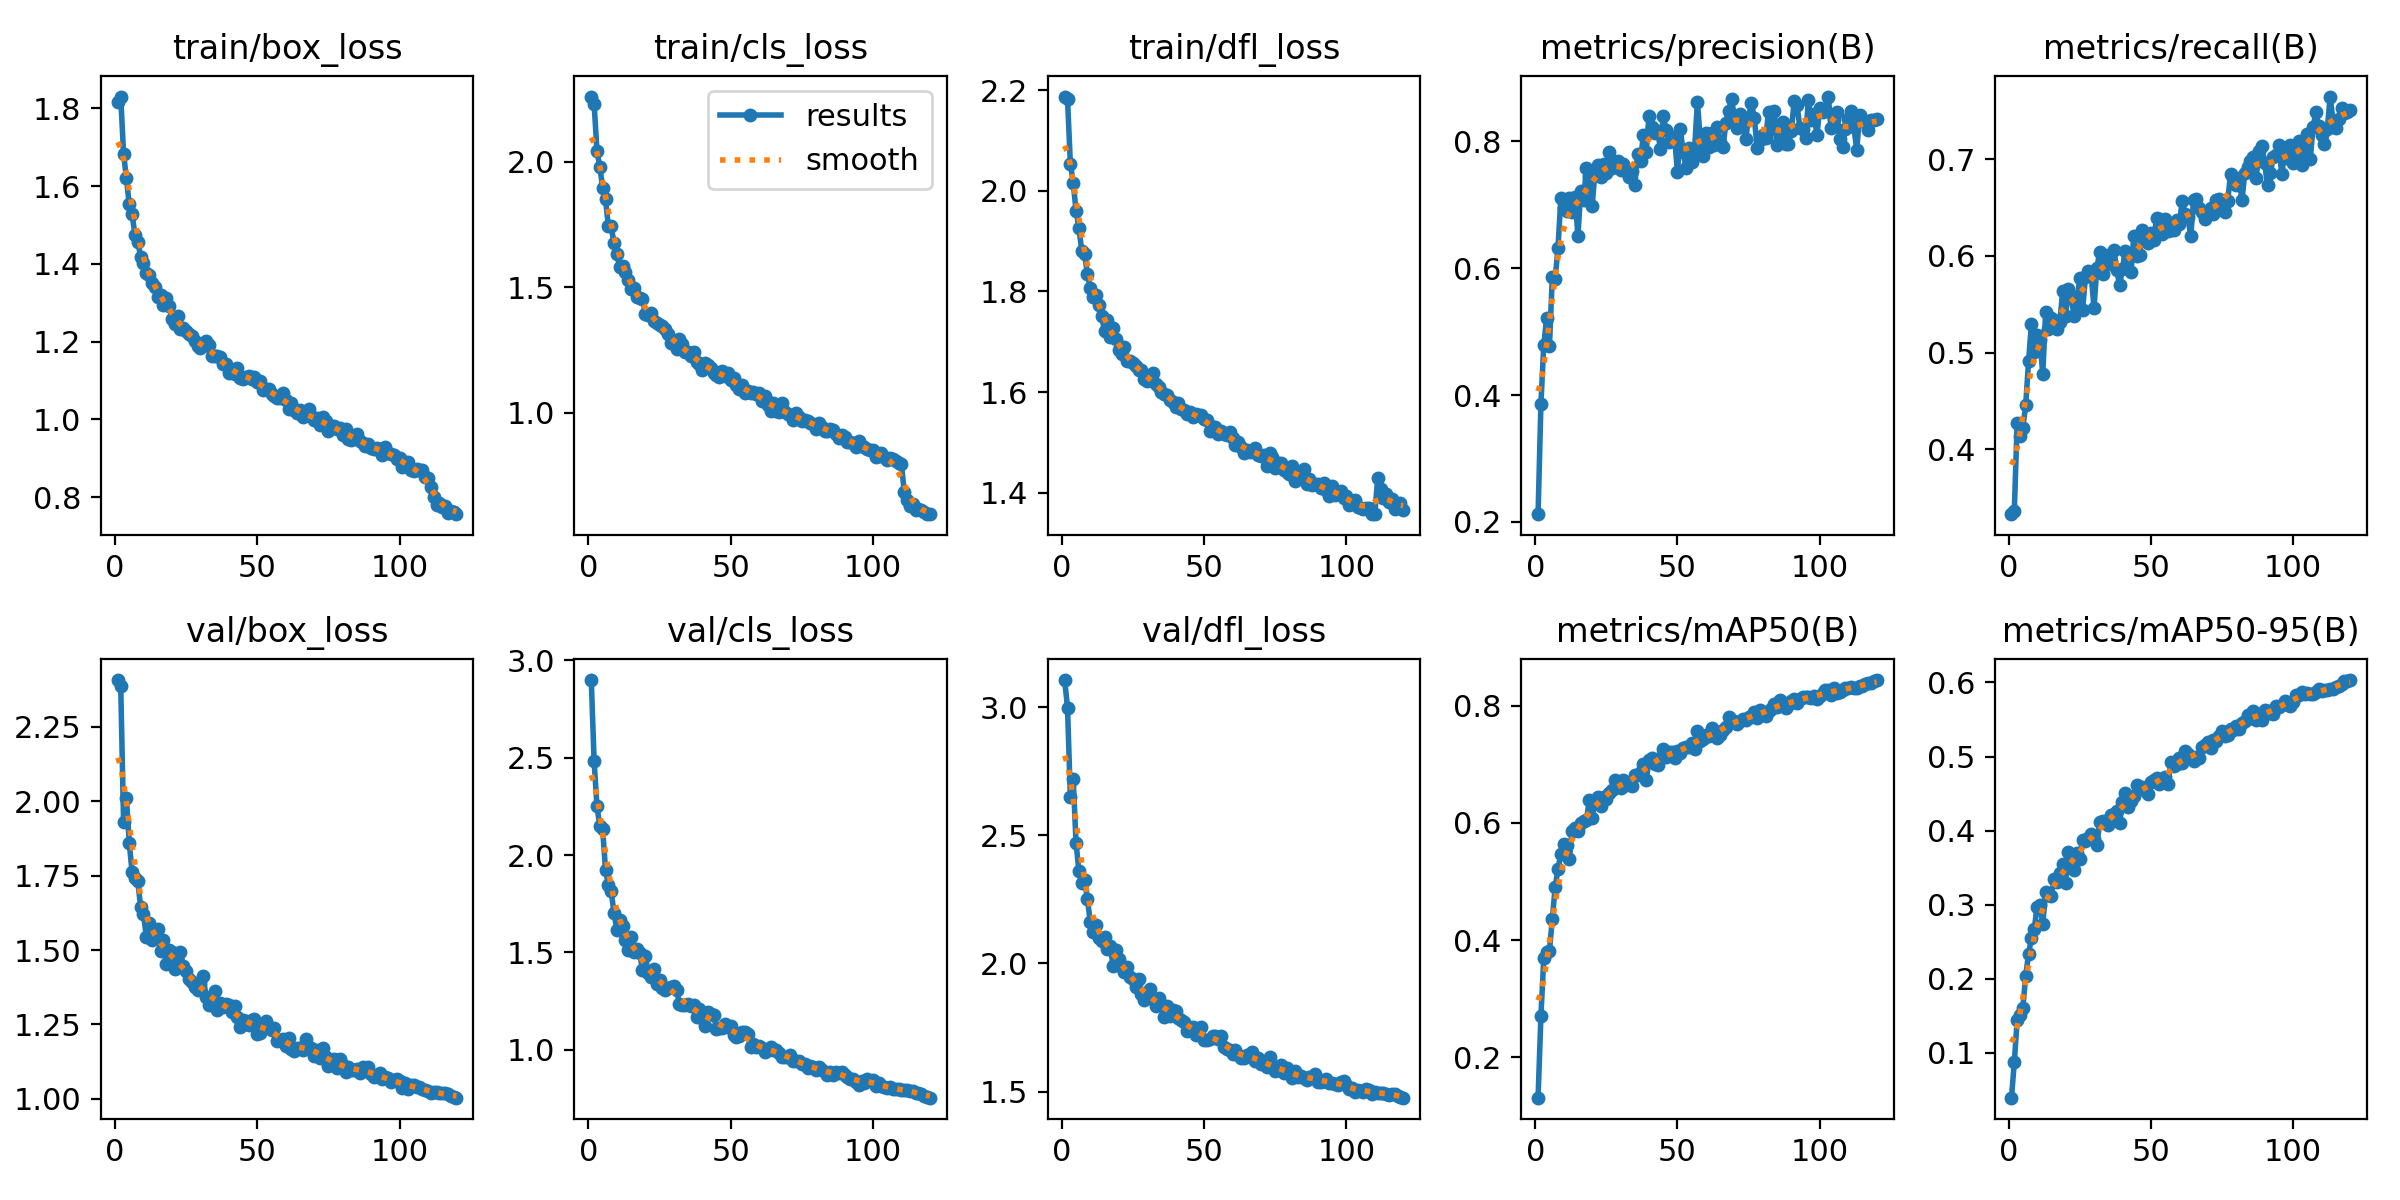 train/box_loss
1.8
1.6
1.4
1.2
1.0
0.8
0 50 100
train/cls_loss
results
smooth
2.0
1.5
1.0
0 50 100
train/dfl_loss
2.2
2.0
1.8
1.6
1.4
0 50 100
metrics/precision(B)
0.8
0.6
0.4
0.2
0 50 100
metrics/recall(B)
0.7
0.6
0.5
0.4
0 50 100
val/box_loss
2.25
2.00
1.75
1.50
1.25
1.00
0 50 100
val/cls_loss
3.0
2.5
2.0
1.5
1.0
0 50 100
val/dfl_loss
3.0
2.5
2.0
1.5
0 50 100
metrics/mAP50(B)
0.8
0.6
0.4
0.2
0 50 100
metrics/mAP50-95(B)
0.6
0.5
0.4
0.3
0.2
0.1
0 50 100